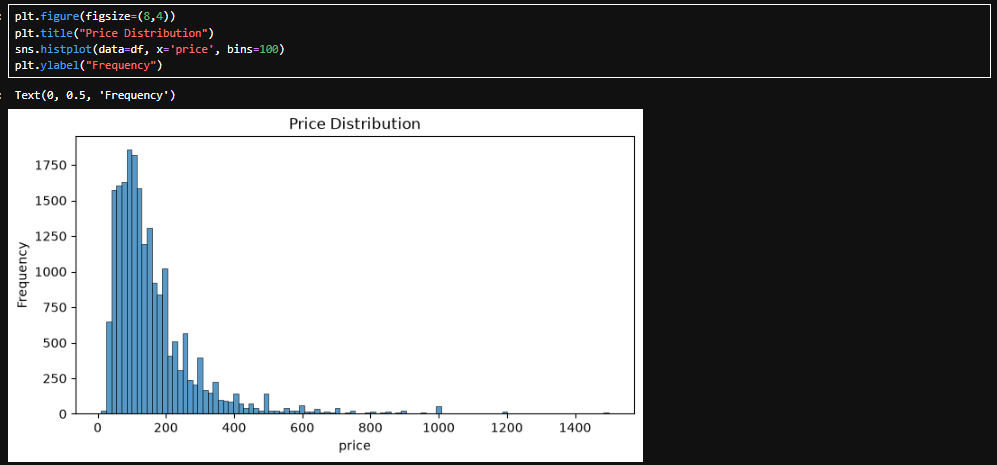 plt.figure(figsize=(8,4))
plt.title("Price Distribution")
sns.histplot(data=df, x='price', bins=100)
plt.ylabel("Frequency")
Text(0, 0.5, 'Frequency')
Price Distribution
Frequency
1750
1500
1250
1000
750
500
250
0
0 200 400 600 800 1000 1200 1400
price